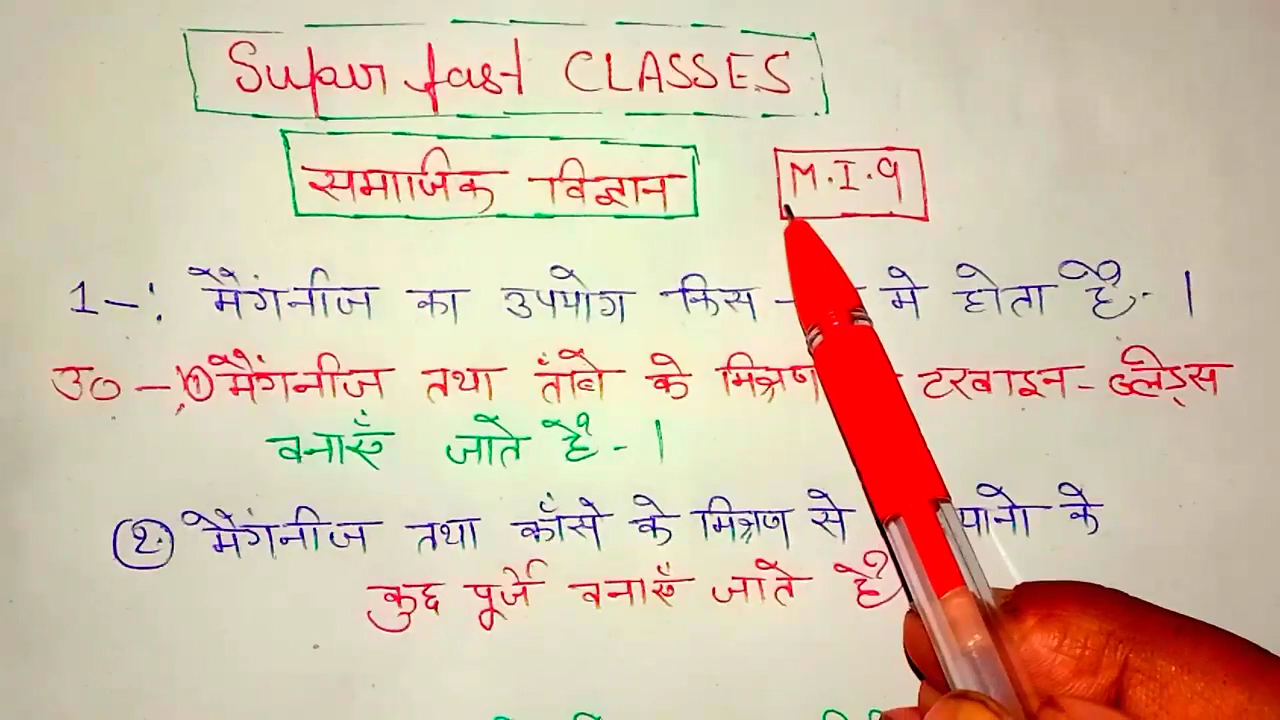 Super fast CLASSES
समाजिक विज्ञान
M.I.q
1-: मैंगनीज का उपयोग किस - मे होता है.।
उ० - ① मैंगनीज तथा ताँबे के मिश्रण टरबाइन - ब्लेड्स
बनाएँ जाते है - ।
(2.) मैंगनीज तथा काँसे के मिश्रण से यानो के
कुछ पूर्जे बनाएँ जाते है